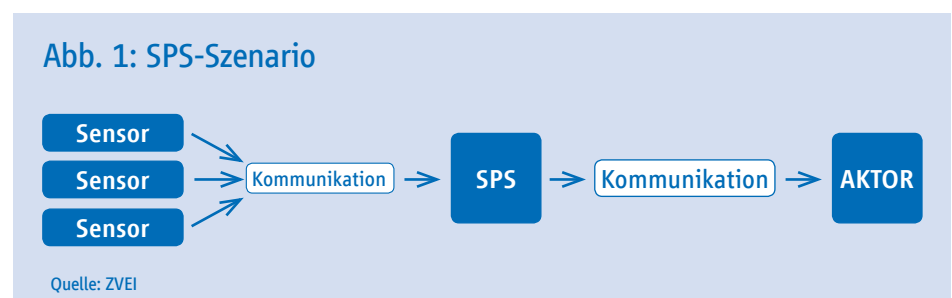 Abb. 1: SPS-Szenario
Sensor
Sensor
Sensor
Kommunikation
SPS
Kommunikation
AKTOR
Quelle: ZVEI